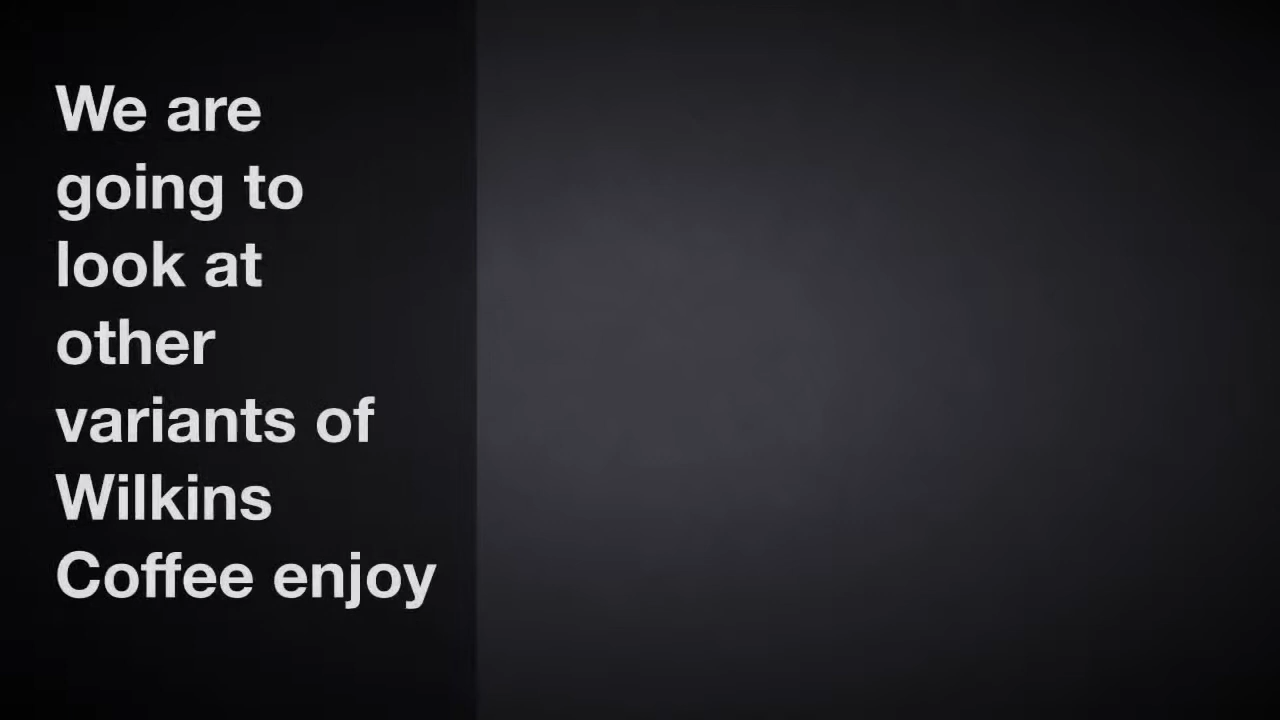 We are
going to
look at
other
variants of
Wilkins
Coffee enjoy